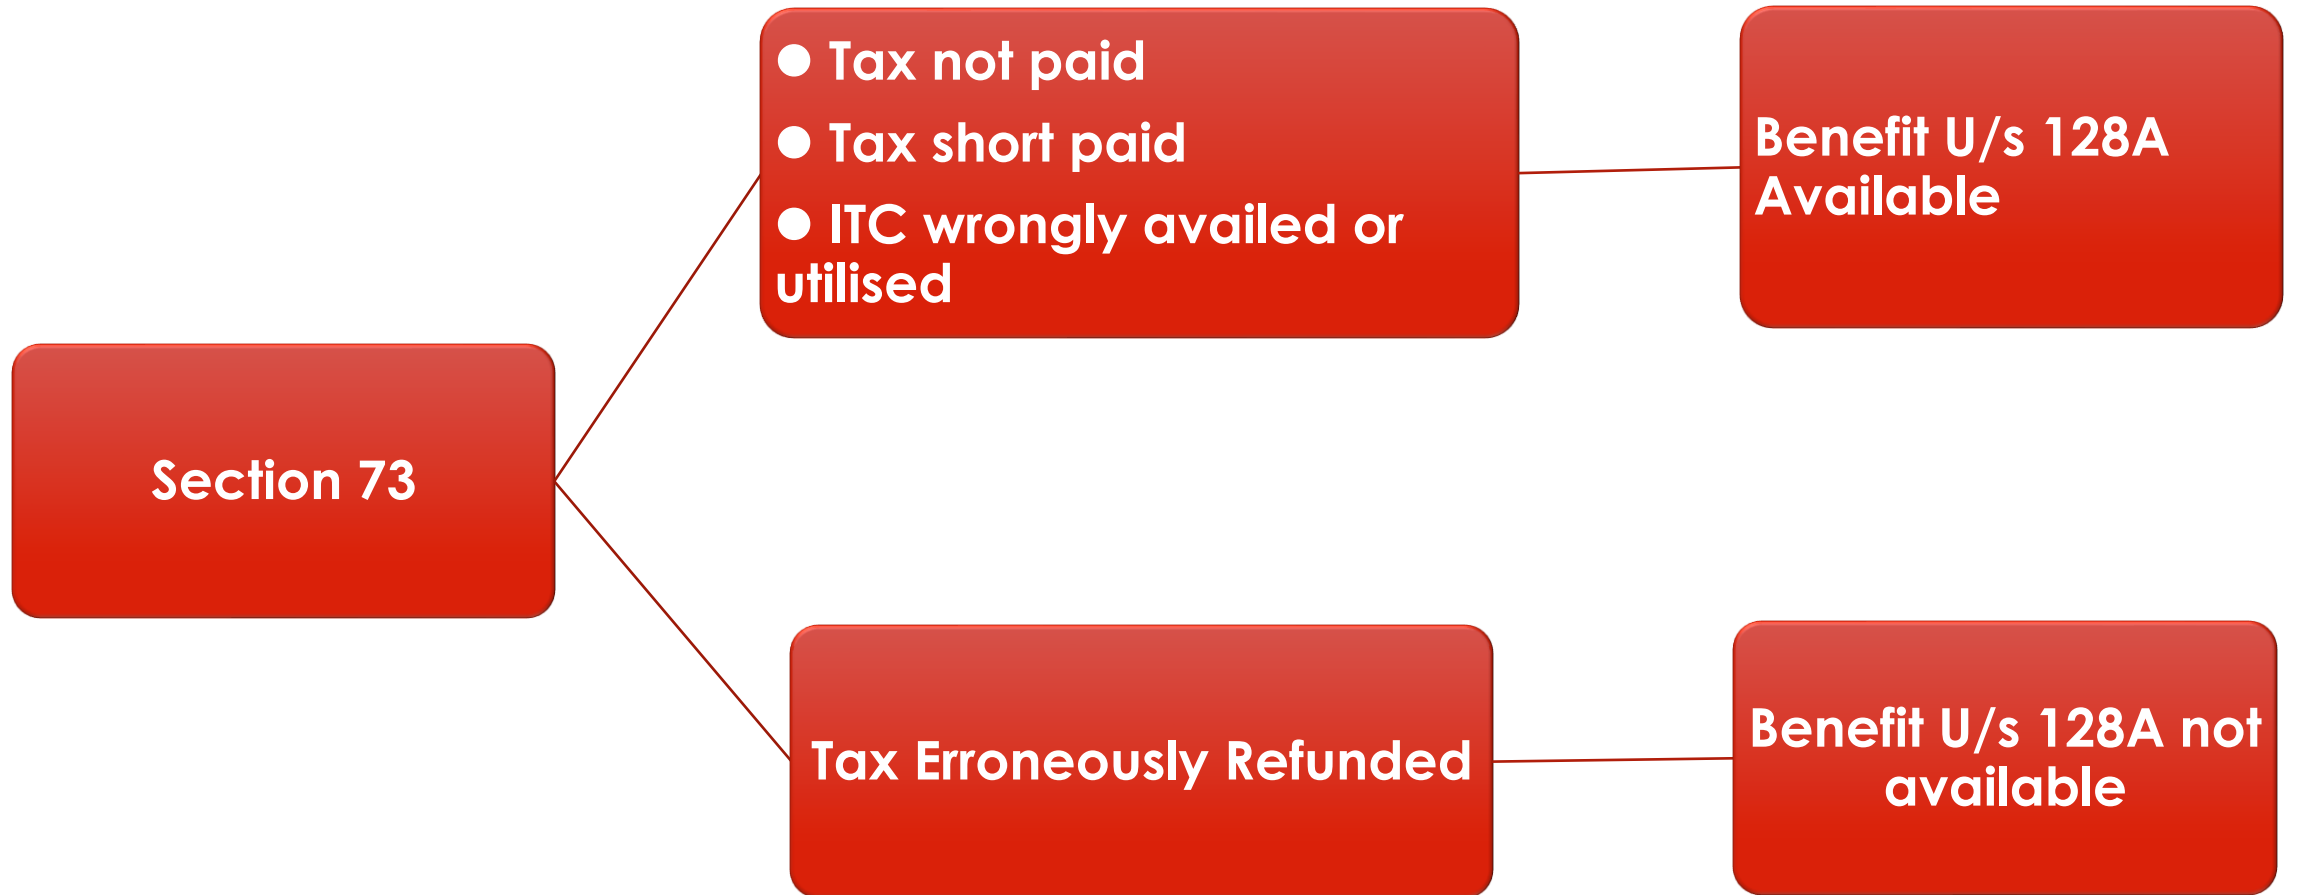 ● Tax not paid
● Tax short paid
● ITC wrongly availed or
utilised
Benefit U/s 128A
Available
Section 73
Tax Erroneously Refunded
Benefit U/s 128A not
available